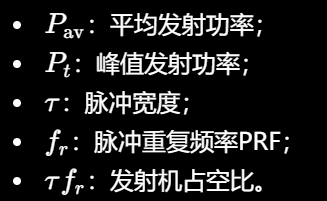 • P_av：平均发射功率；
• P_t：峰值发射功率；
• τ：脉冲宽度；
• f_r：脉冲重复频率PRF；
• τf_r：发射机占空比。